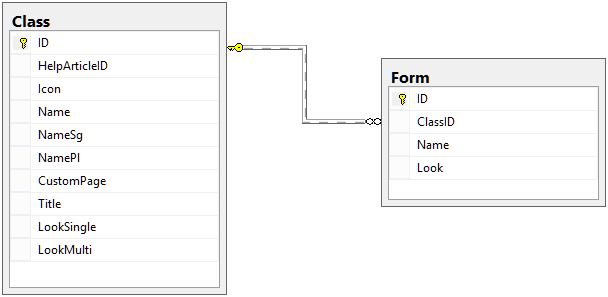 Class
ID
HelpArticleID
Icon
Name
NameSg
NamePl
CustomPage
Title
LookSingle
LookMulti
Form
ID
ClassID
Name
Look